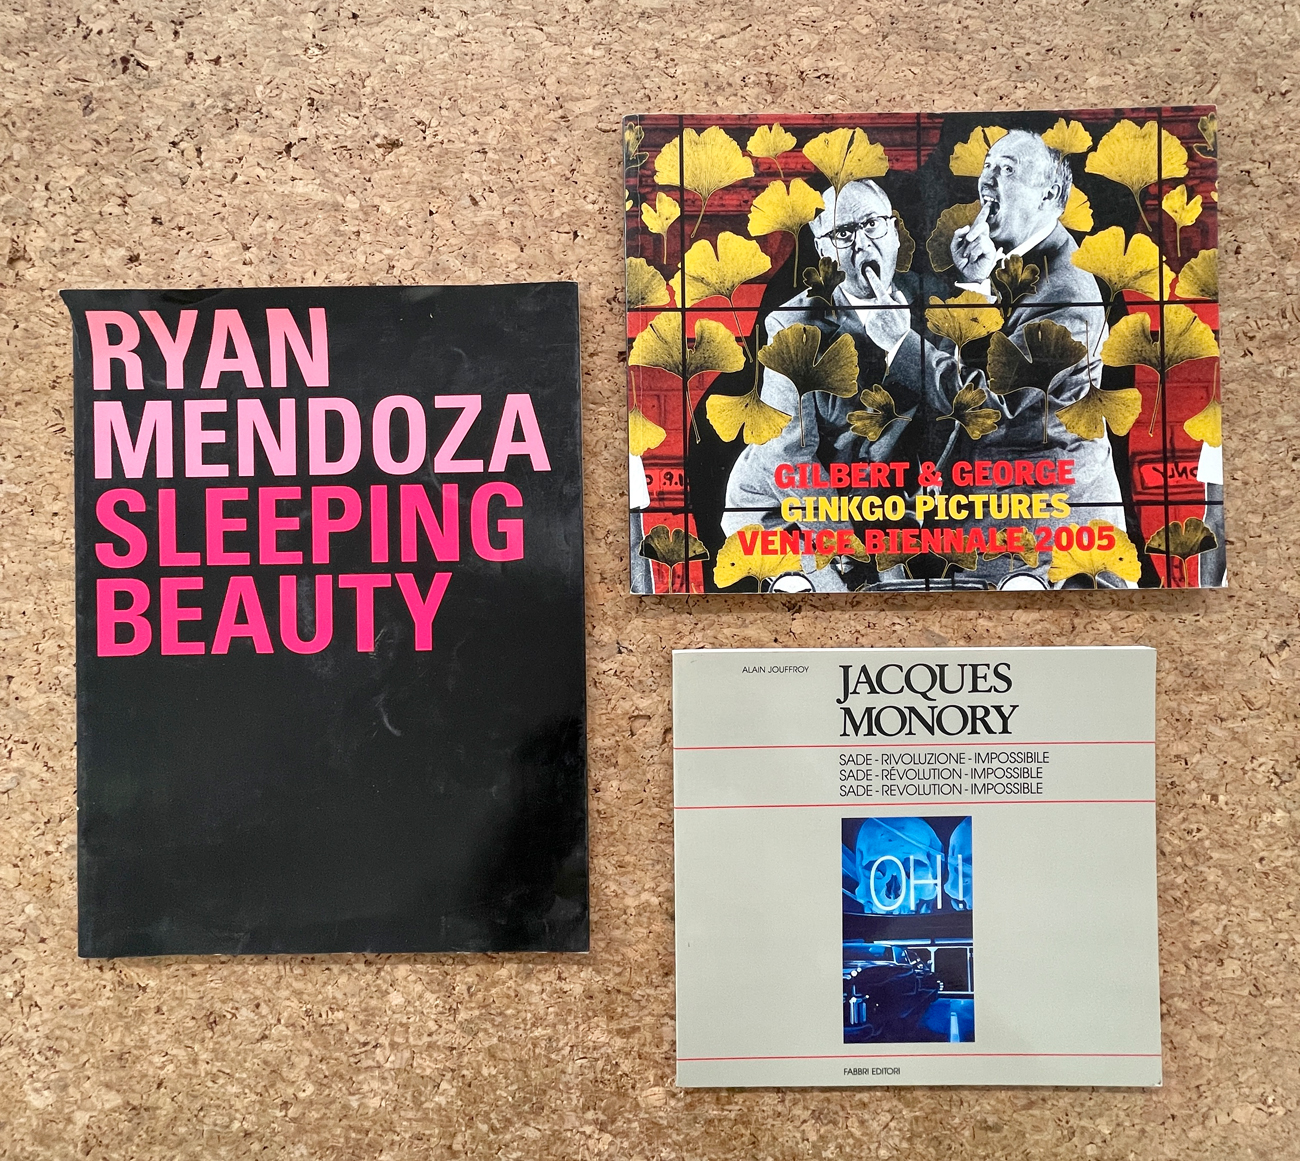 RYAN
MENDOZA
SLEEPING
BEAUTY
GILBERT & GEORGE
GINKGO PICTURES
VENICE BIENNALE 2005
ALAIN JOUFFROY
JACQUES
MONORY
SADE - RIVOLUZIONE - IMPOSSIBILE
SADE - RÉVOLUTION - IMPOSSIBLE
SADE - REVOLUTION - IMPOSSIBLE
OH!
FABBRI EDITORI